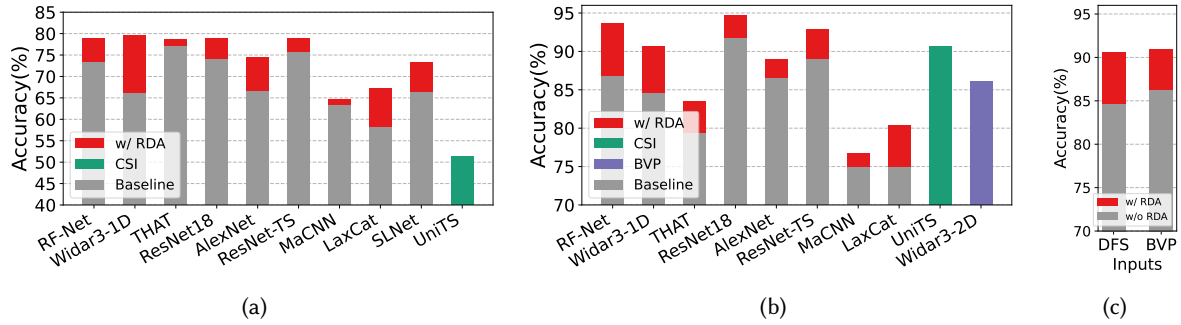 85
80
75
70
65
60
55
50
45
40
Accuracy(%)
w/ RDA
CSI
Baseline
RF-Net
Widar3-1D
THAT
ResNet18
AlexNet
ResNet-TS
MaCNN
LaxCat
SLNet
UniTS
(a)
95
90
85
80
75
70
Accuracy(%)
w/ RDA
CSI
BVP
Baseline
RF-Net
Widar3-1D
THAT
ResNet18
AlexNet
ResNet-TS
MaCNN
LaxCat
UniTS
Widar3-2D
(b)
95
90
85
80
75
70
Accuracy(%)
w/ RDA
w/o RDA
DFS BVP
Inputs
(c)